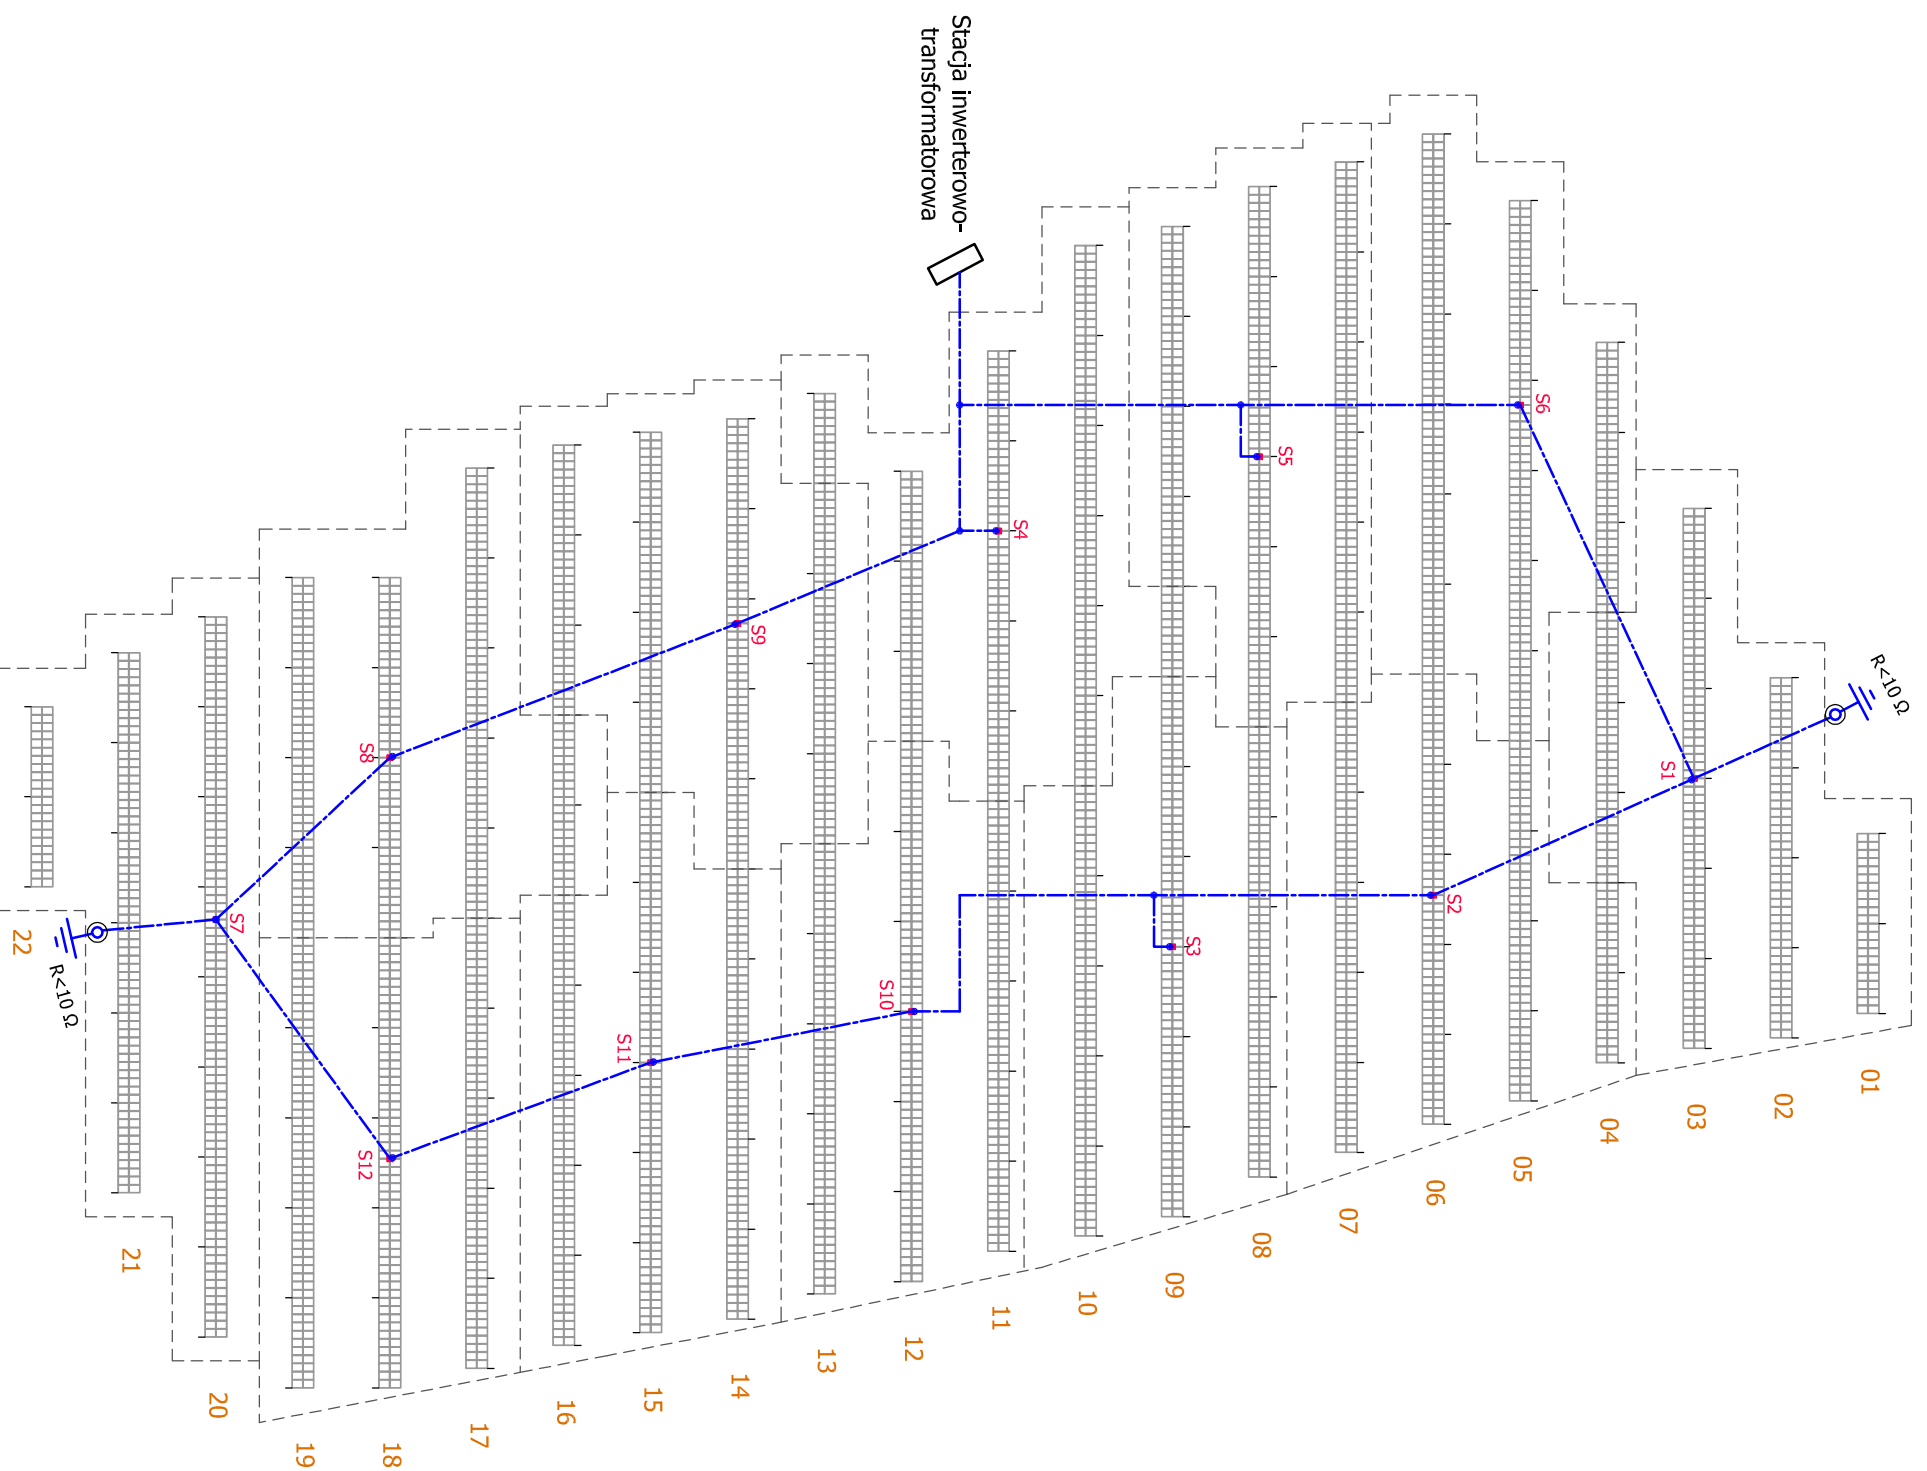 Stacja inwerterowo-
transformatorowa
R<10 Ω
S1
S2
S3
S4
S5
S6
S7
S8
S9
S10
S11
S12
R<10 Ω
01
02
03
04
05
06
07
08
09
10
11
12
13
14
15
16
17
18
19
20
21
22